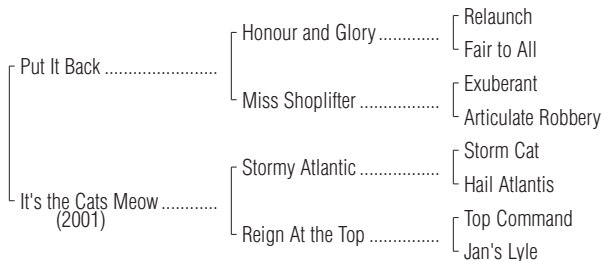 Relaunch
Honour and Glory .............
Fair to All
Put It Back .......................
Exuberant
Miss Shoplifter .................
Articulate Robbery
Storm Cat
Stormy Atlantic .................
Hail Atlantis
It's the Cats Meow ............
(2001)
Top Command
Reign At the Top ...............
Jan's Lyle